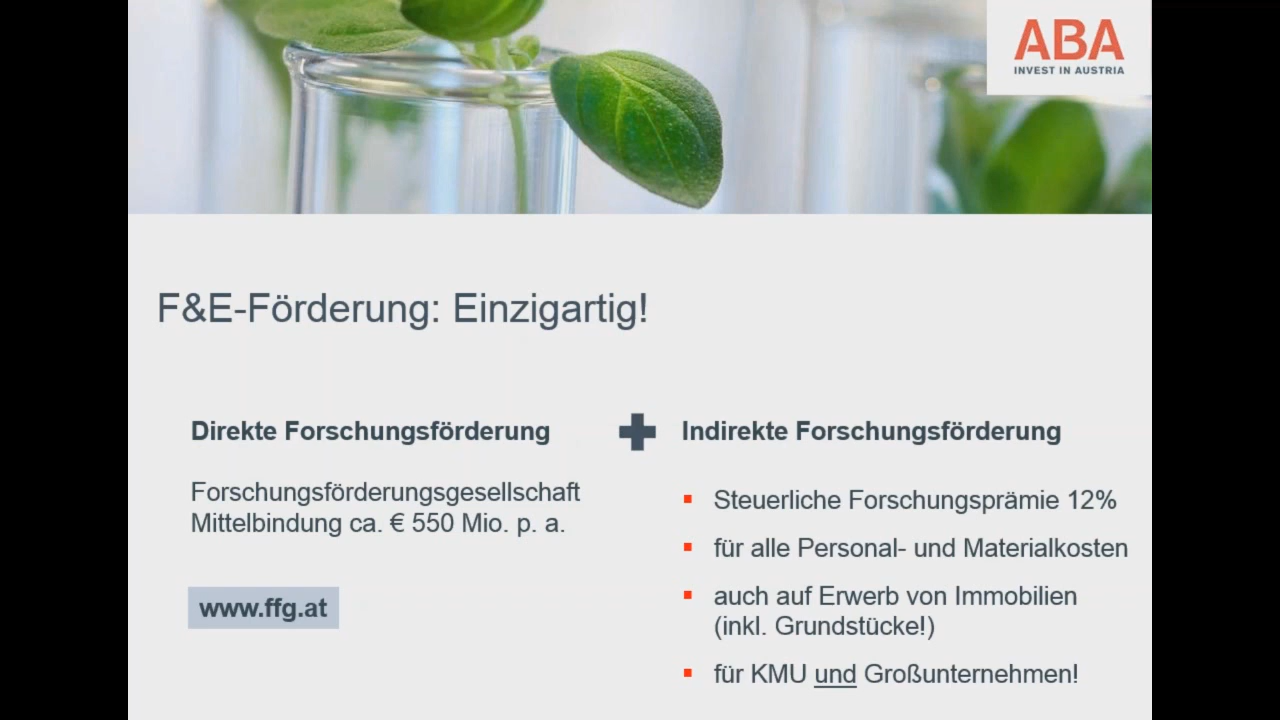 ABA
INVEST IN AUSTRIA
F&E-Förderung: Einzigartig!
Direkte Forschungsförderung
Forschungsförderungsgesellschaft
Mittelbindung ca. € 550 Mio. p. a.
www.ffg.at
Indirekte Forschungsförderung
Steuerliche Forschungsprämie 12%
für alle Personal- und Materialkosten
auch auf Erwerb von Immobilien
(inkl. Grundstücke!)
für KMU und Großunternehmen!